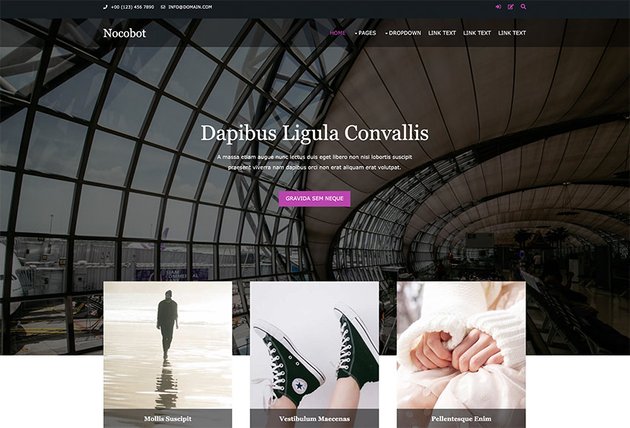 +00 (123) 456 7890 INFO@DOMAIN.COM
Nocobot
HOME PAGES DROPDOWN LINK TEXT LINK TEXT LINK TEXT
Dapibus Ligula Convallis
A massa etiam augue nunc lectus duis eget libero non nisi lobortis suscipit
praesent viverra nam dapibus orci non erat aliquam erat volutpat.
GRAVIDA SEM NEQUE
Mollis Suscipit Vestibulum Maecenas Pellentesque Enim